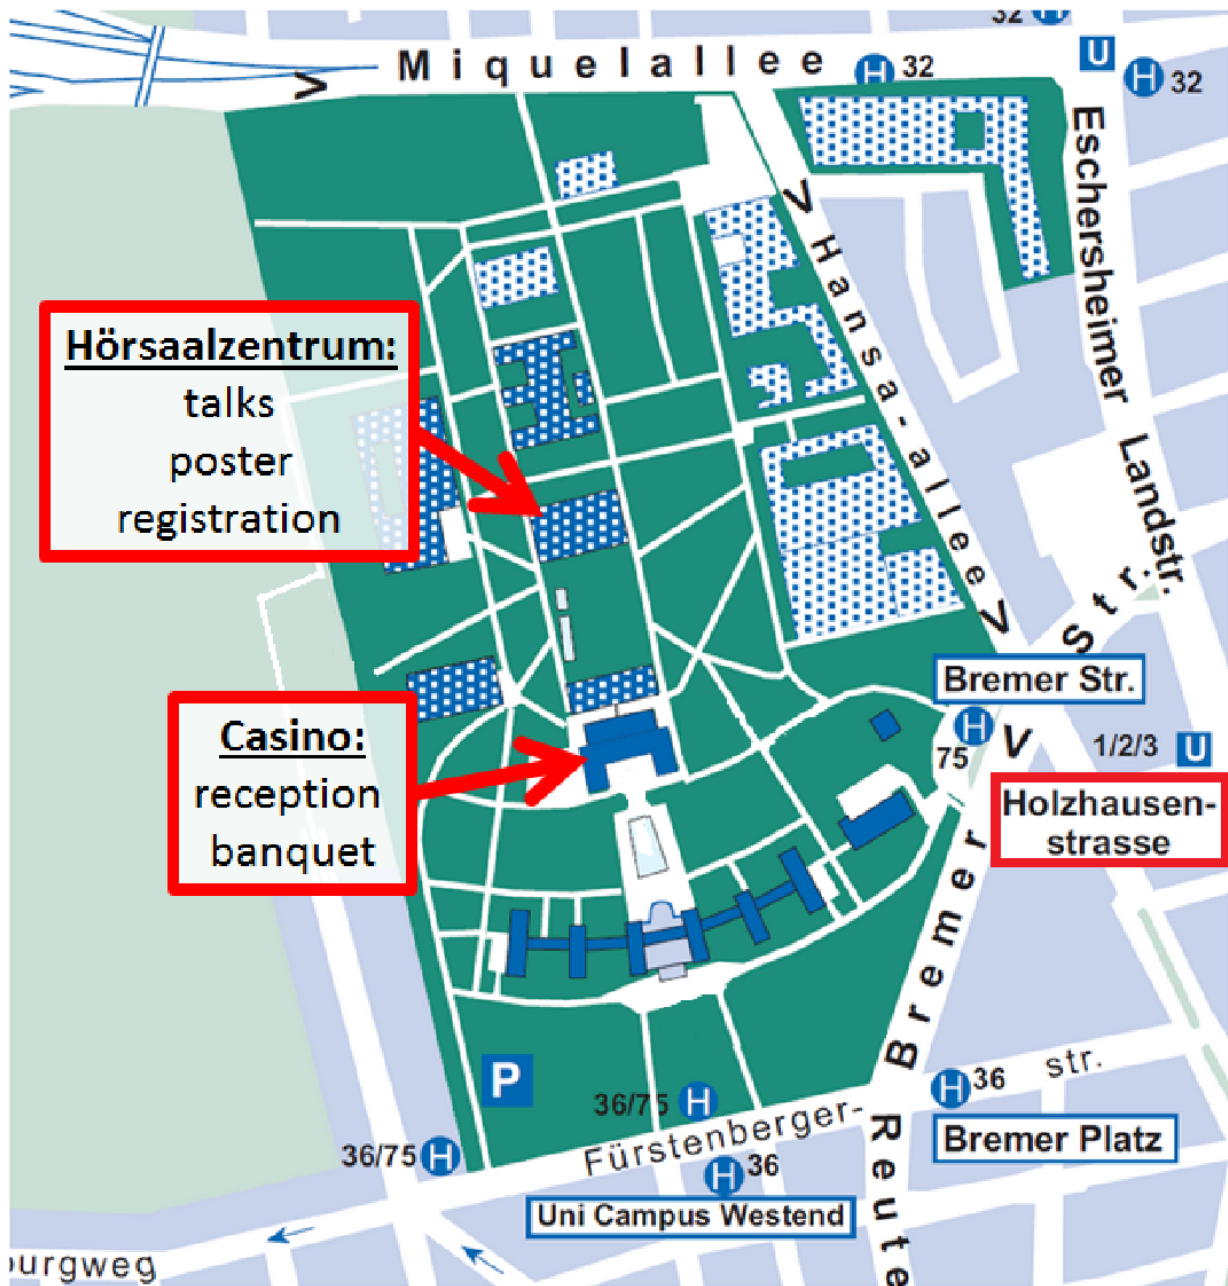 32 H
Miquelallee
H 32
U
H 32
Eschersheimer Landstr.
Hansa-allee
Hörsaalzentrum:
talks
poster
registration
Str.
Bremer Str.
H
75
1/2/3 U
Holzhausen-
strasse
Casino:
reception
banquet
Bremer
P
36/75 H
H 36
str.
36/75 H
Fürstenberger-
Bremer Platz
H 36
Uni Campus Westend
Reute
urgweg